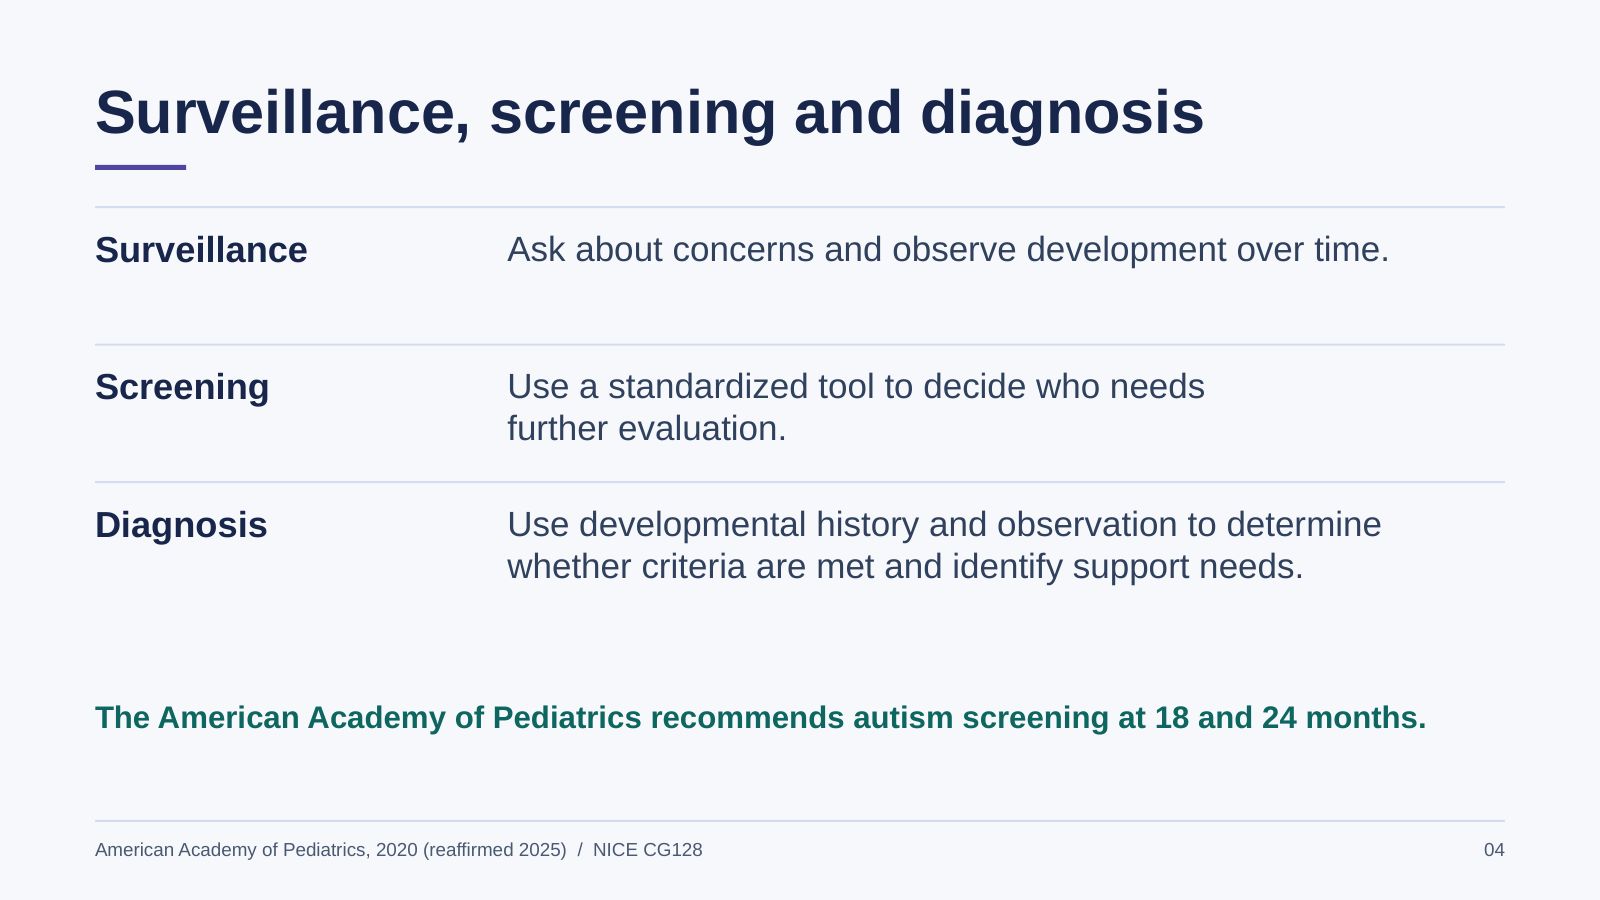 Surveillance, screening and diagnosis
Surveillance
Ask about concerns and observe development over time.
Screening
Use a standardized tool to decide who needs
further evaluation.
Diagnosis
Use developmental history and observation to determine
whether criteria are met and identify support needs.
The American Academy of Pediatrics recommends autism screening at 18 and 24 months.
American Academy of Pediatrics, 2020 (reaffirmed 2025)  /  NICE CG128
04